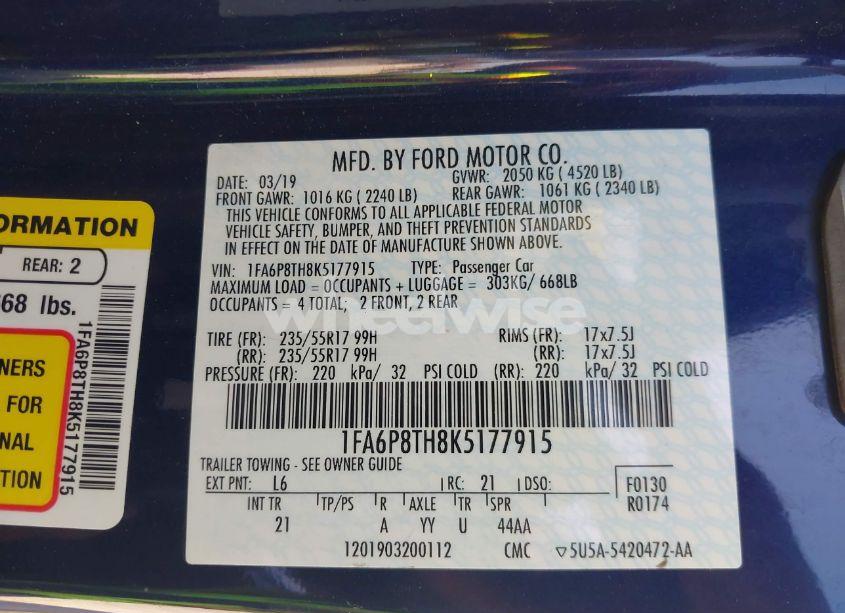 MFD. BY FORD MOTOR CO.
DATE: 03/19 GVWR: 2050 KG ( 4520 LB)
FRONT GAWR: 1016 KG ( 2240 LB) REAR GAWR: 1061 KG ( 2340 LB)
THIS VEHICLE CONFORMS TO ALL APPLICABLE FEDERAL MOTOR
VEHICLE SAFETY, BUMPER, AND THEFT PREVENTION STANDARDS
IN EFFECT ON THE DATE OF MANUFACTURE SHOWN ABOVE.
VIN: 1FA6P8TH8K5177915 TYPE: Passenger Car
MAXIMUM LOAD = OCCUPANTS + LUGGAGE = 303KG/ 668LB
OCCUPANTS = 4 TOTAL; 2 FRONT, 2 REAR
wheelwise
TIRE (FR): 235/55R17 99H RIMS (FR): 17x7.5J
(RR): 235/55R17 99H (RR): 17x7.5J
PRESSURE (FR): 220 kPa/ 32 PSI COLD (RR): 220 kPa/ 32 PSI COLD
1FA6P8TH8K5177915
TRAILER TOWING - SEE OWNER GUIDE
EXT PNT: L6 RC: 21 DSO: F0130
R0174
INT TR TP/PS R AXLE TR SPR
21 A YY U 44AA
1201903200112 CMC ▽5U5A-5420472-AA
ORMATION
REAR: 2
68 lbs.
NERS
FOR
NAL
TION
1FA6P8TH8K5177915